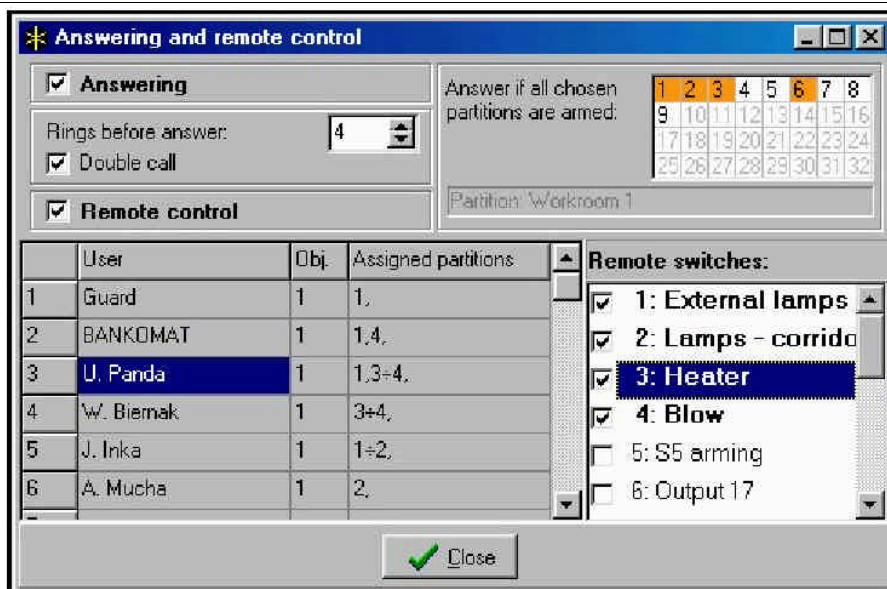 Answering and remote control
Answering
Rings before answer: 4
Double call
Remote control
Answer if all chosen
partitions are armed:
1 2 3 4 5 6 7 8
9 10 11 12 13 14 15 16
17 18 19 20 21 22 23 24
25 26 27 28 29 30 31 32
Partition: Workroom 1
User Obj. Assigned partitions
1 Guard 1 1,
2 BANKOMAT 1 1,4,
3 U. Panda 1 1,3÷4,
4 W. Biernak 1 3÷4,
5 J. Inka 1 1÷2,
6 A. Mucha 1 2,
Remote switches:
1: External lamps
2: Lamps - corrido
3: Heater
4: Blow
5: S5 arming
6: Output 17
Close